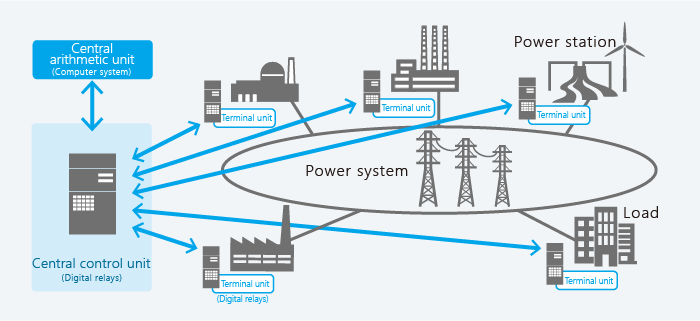 Central
arithmetic unit
(Computer system)
Power station
Terminal unit
Terminal unit
Terminal unit
Power system
Load
Central control unit
(Digital relays)
Terminal unit
(Digital relays)
Terminal unit